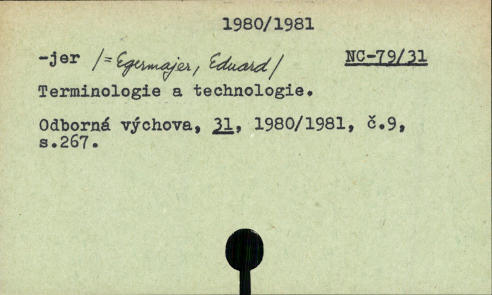 1980/1981
-jer /= Egermajer, Eduard/ NC-79/31
Terminologie a technologie.
Odborná výchova, 31, 1980/1981, č.9,
s.267.